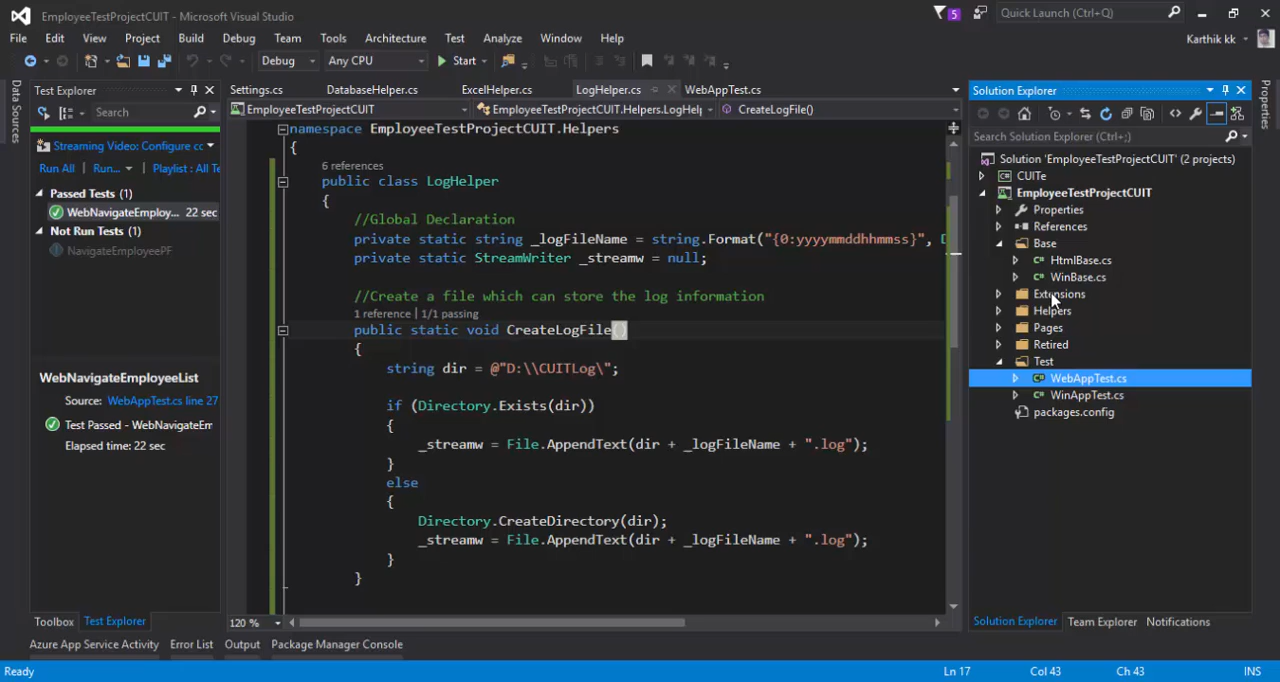 EmployeeTestProjectCUIT - Microsoft Visual Studio
5
Quick Launch (Ctrl+Q)
File Edit View Project Build Debug Team Tools Architecture Test Analyze Window Help
Karthik kk
Debug Any CPU Start
Data Sources
Test Explorer
Search
Streaming Video: Configure cc
Run All Run... Playlist : All Te
Passed Tests (1)
WebNavigateEmploy... 22 sec
Not Run Tests (1)
NavigateEmployeePF
WebNavigateEmployeeList
Source: WebAppTest.cs line 27
Test Passed - WebNavigateEm
Elapsed time: 22 sec
Toolbox Test Explorer
Settings.cs DatabaseHelper.cs ExcelHelper.cs LogHelper.cs WebAppTest.cs
EmployeeTestProjectCUIT EmployeeTestProjectCUIT.Helpers.LogHelp CreateLogFile()
namespace EmployeeTestProjectCUIT.Helpers
{
6 references
public class LogHelper
{
//Global Declaration
private static string _logFileName = string.Format("{0:yyyymmddhhmmss}", D
private static StreamWriter _streamw = null;
//Create a file which can store the log information
1 reference | 1/1 passing
public static void CreateLogFile()
{
string dir = @"D:\\CUITLog\";
if (Directory.Exists(dir))
{
_streamw = File.AppendText(dir + _logFileName + ".log");
}
else
{
Directory.CreateDirectory(dir);
_streamw = File.AppendText(dir + _logFileName + ".log");
}
}
120 %
Solution Explorer
Search Solution Explorer (Ctrl+;)
Solution 'EmployeeTestProjectCUIT' (2 projects)
CUITe
EmployeeTestProjectCUIT
Properties
References
Base
HtmlBase.cs
WinBase.cs
Extensions
Helpers
Pages
Retired
Test
WebAppTest.cs
WinAppTest.cs
packages.config
Solution Explorer Team Explorer Notifications
Properties
Azure App Service Activity Error List Output Package Manager Console
Ready Ln 17 Col 43 Ch 43 INS